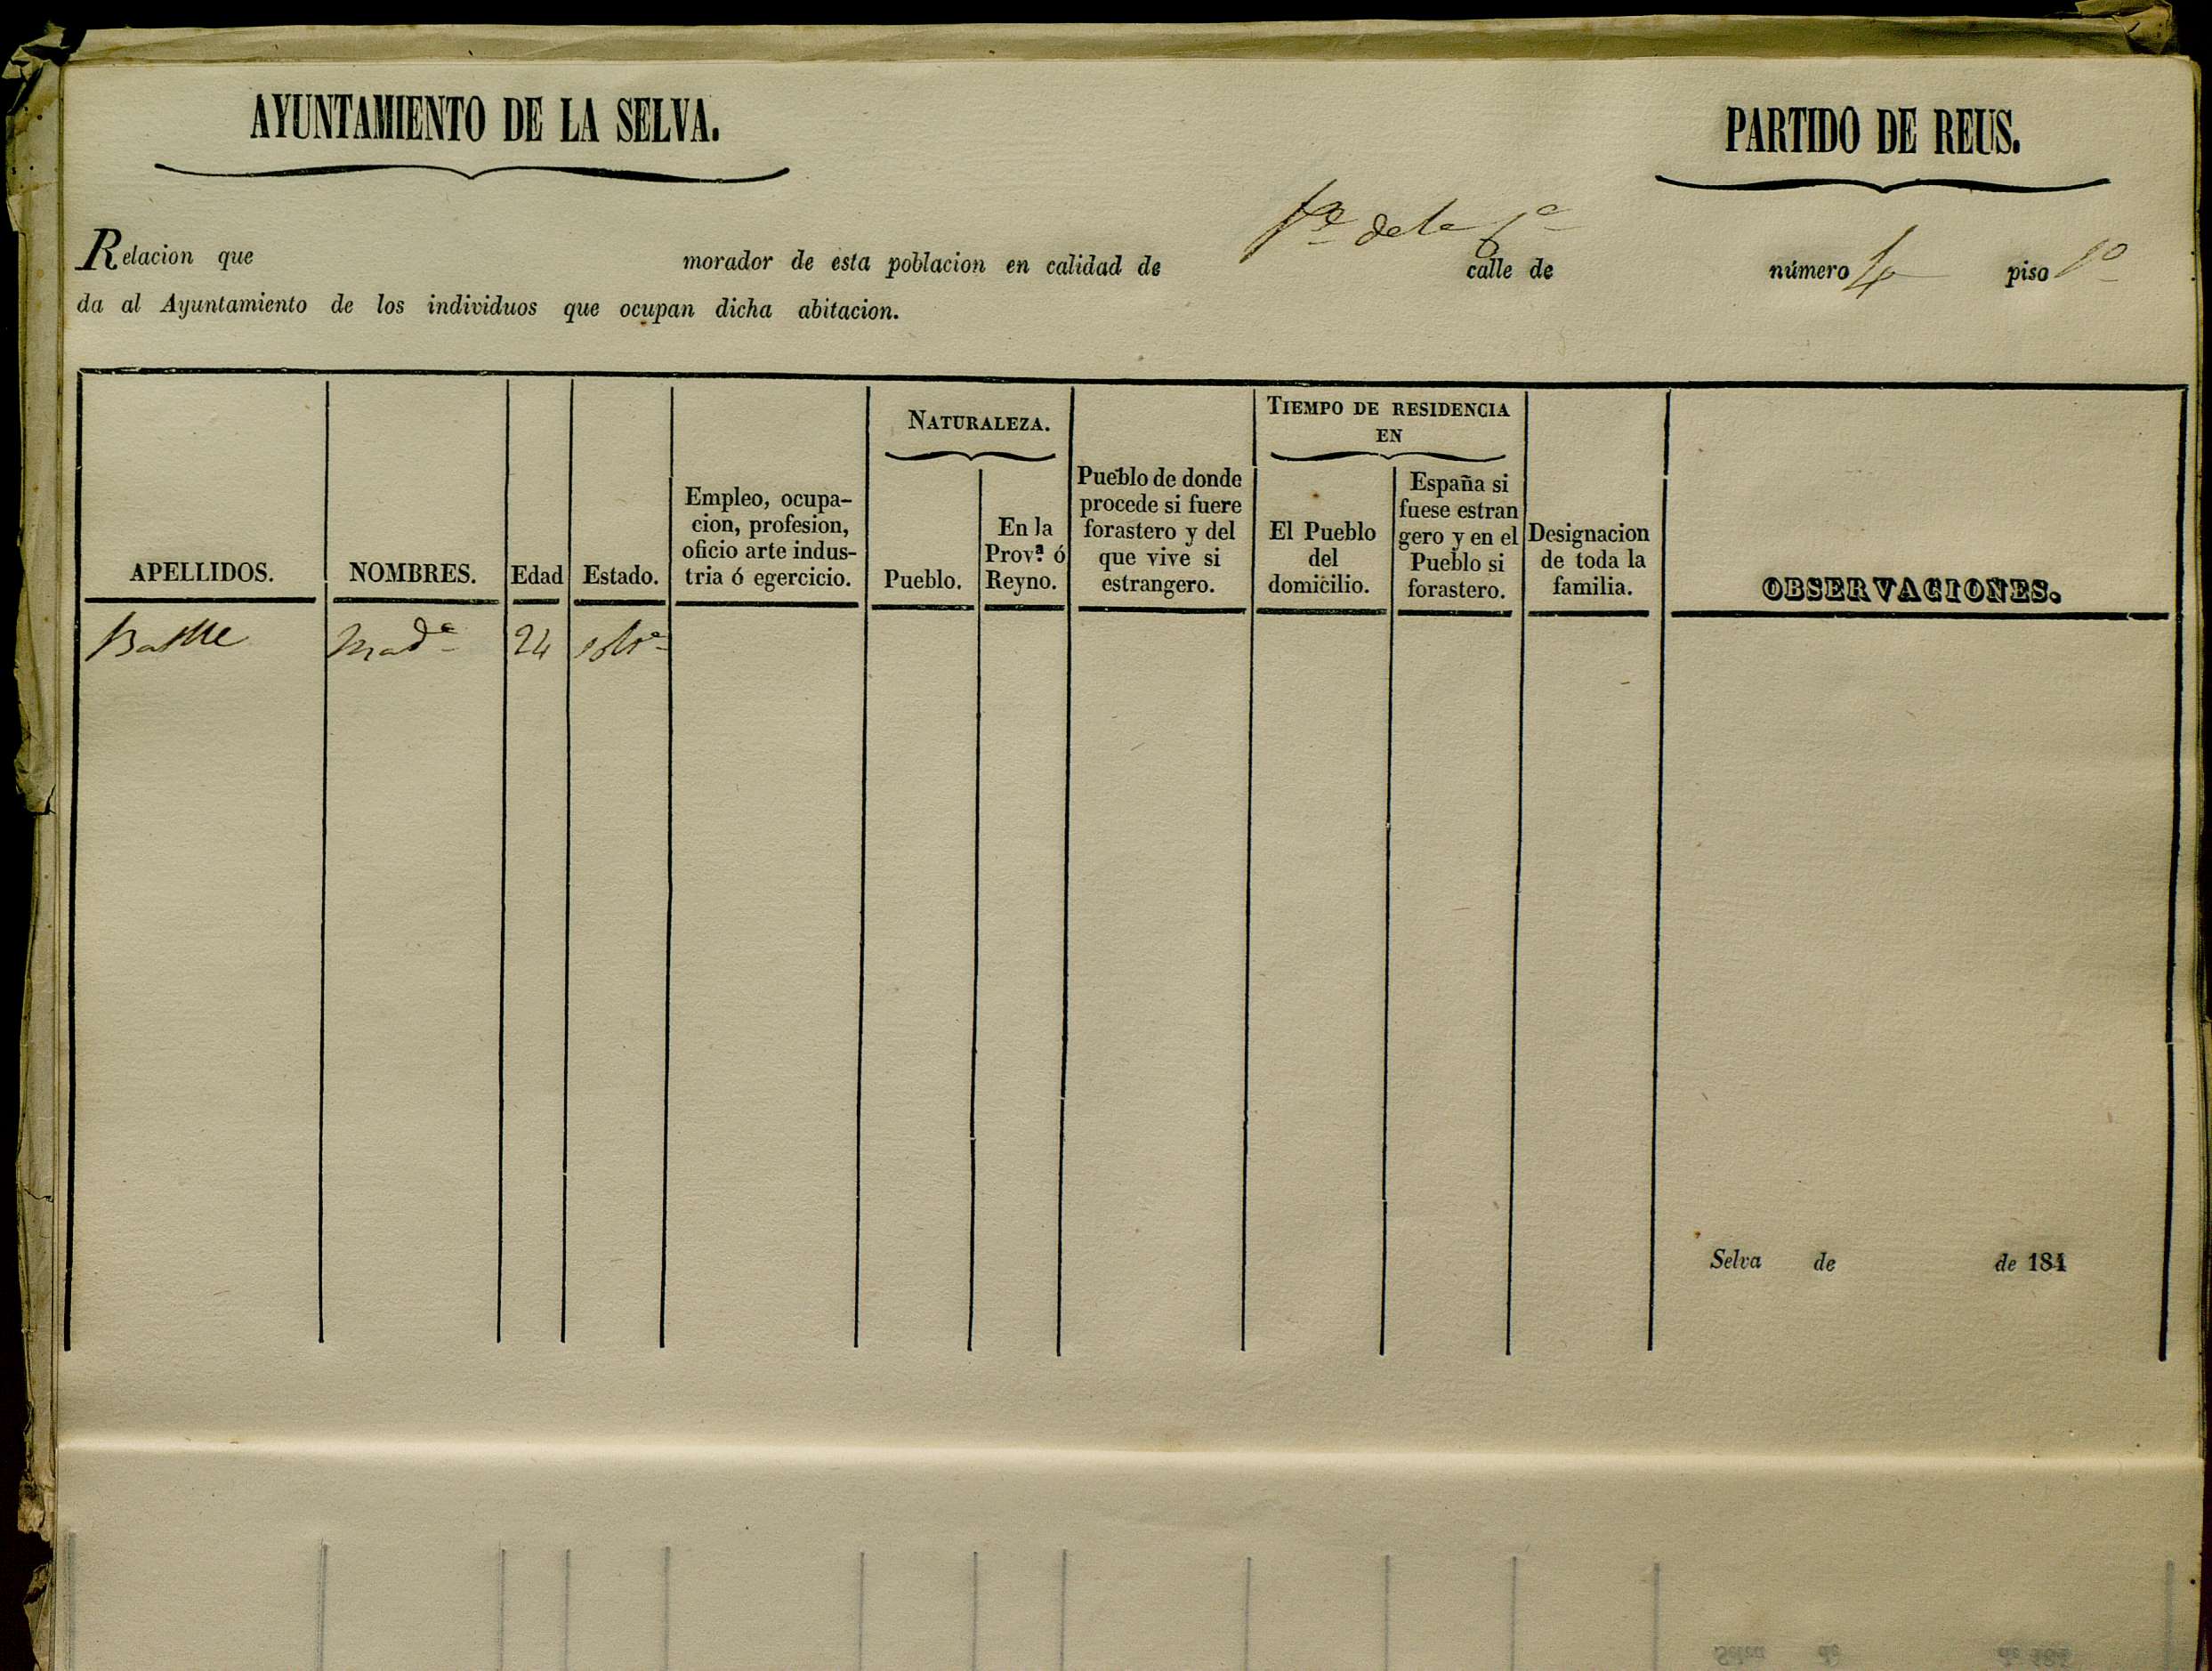 AYUNTAMIENTO DE LA SELVA.
PARTIDO DE REUS.
Relacion que morador de esta poblacion en calidad de calle de número 4 piso 1º
da al Ayuntamiento de los individuos que ocupan dicha abitacion.
APELLIDOS.
NOMBRES.
Edad
Estado.
Empleo, ocupa-
cion, profesion,
oficio arte indus-
tria ó egercicio.
NATURALEZA.
Pueblo.
En la
Prov.ª ó
Reyno.
Pueblo de donde
procede si fuere
forastero y del
que vive si
estrangero.
TIEMPO DE RESIDENCIA
EN
El Pueblo
del
domicilio.
España si
fuese estran
gero y en el
Pueblo si
forastero.
Designacion
de toda la
familia.
OBSERVACIONES.
Batlle 24
Selva de de 184